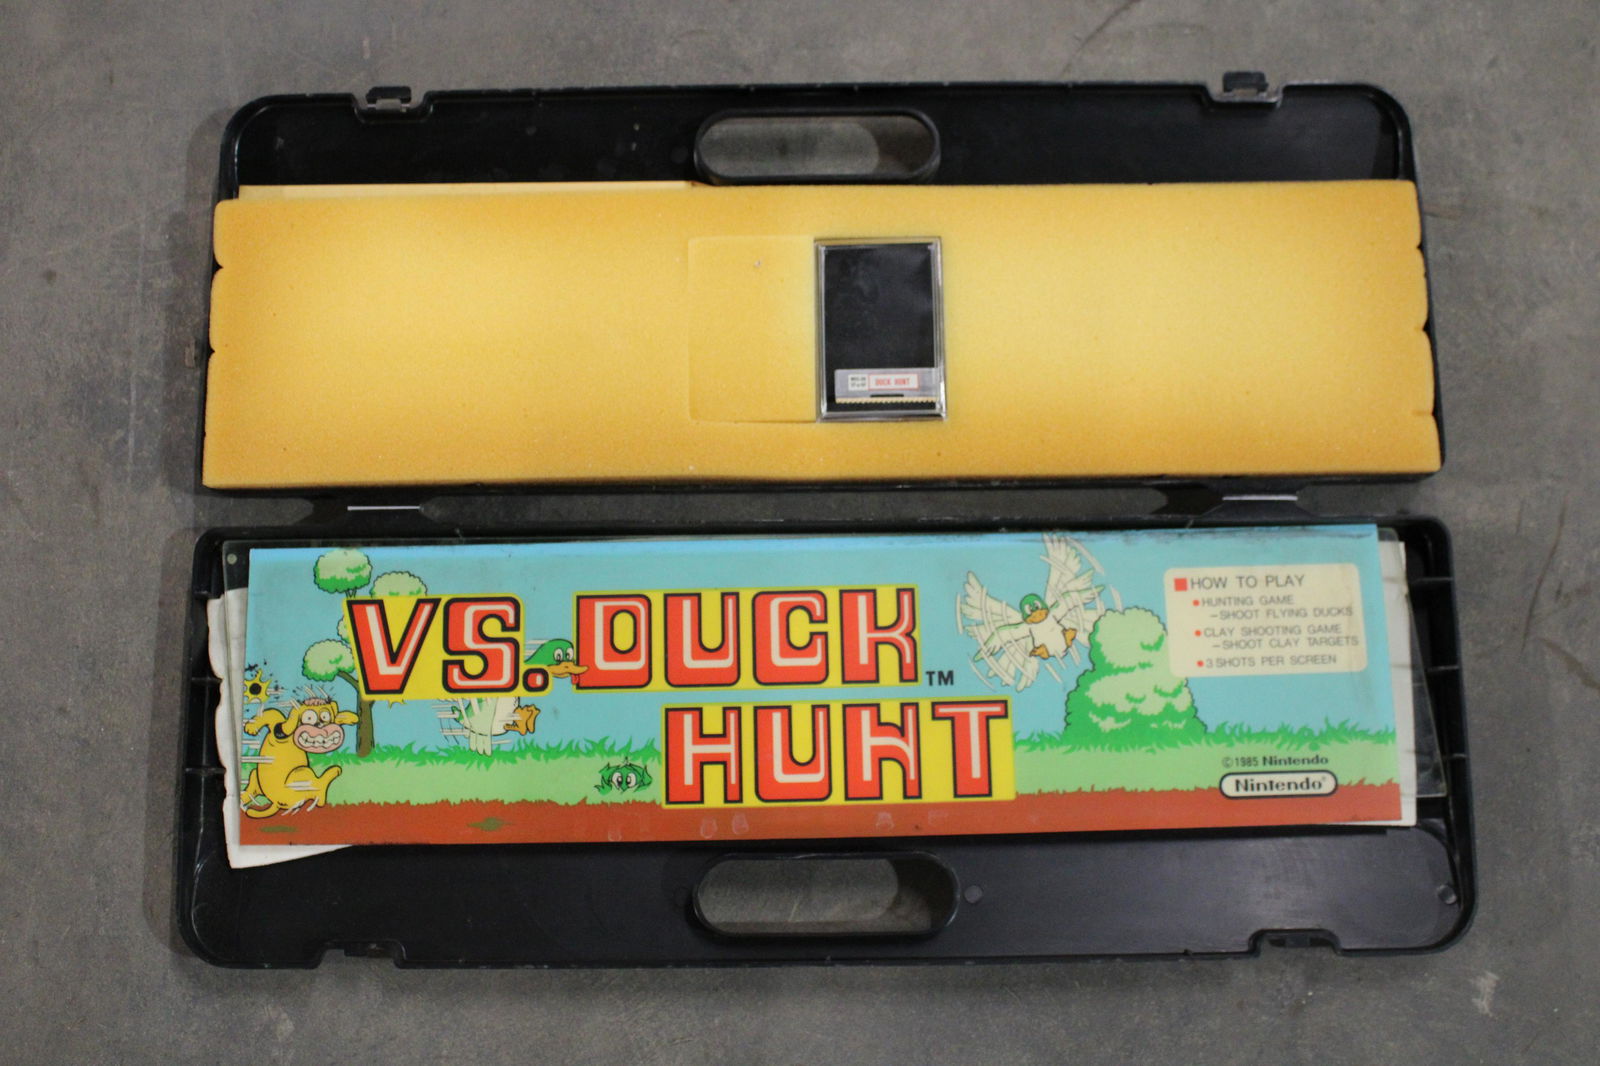 DUCK HUNT
VS. DUCK
HUNT
TM
HOW TO PLAY
HUNTING GAME
–SHOOT FLYING DUCKS
CLAY SHOOTING GAME
–SHOOT CLAY TARGETS
3 SHOTS PER SCREEN
©1985 Nintendo
Nintendo®